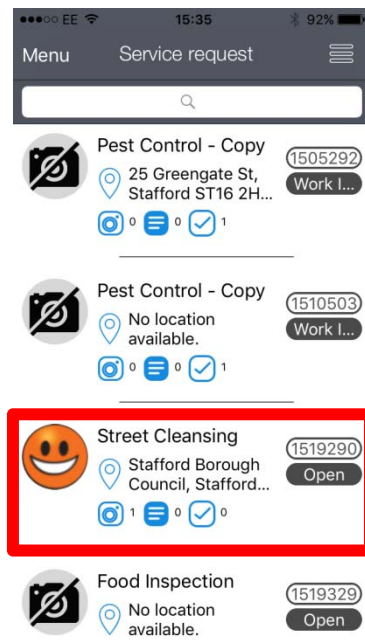 EE 15:35 92%
Menu Service request
Pest Control - Copy
1505292
25 Greengate St,
Stafford ST16 2H...
Work I...
0 0 1
Pest Control - Copy
1510503
No location
available.
Work I...
0 0 1
Street Cleansing
1519290
Stafford Borough
Council, Stafford...
Open
1 0 0
Food Inspection
1519329
No location
available.
Open